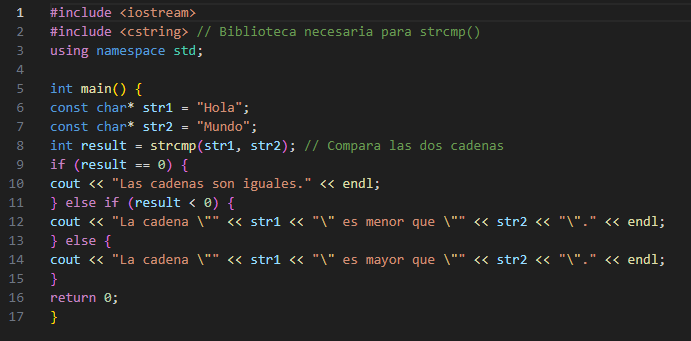 1 #include <iostream>
2 #include <cstring> // Biblioteca necesaria para strcmp()
3 using namespace std;
4
5 int main() {
6 const char* str1 = "Hola";
7 const char* str2 = "Mundo";
8 int result = strcmp(str1, str2); // Compara las dos cadenas
9 if (result == 0) {
10 cout << "Las cadenas son iguales." << endl;
11 } else if (result < 0) {
12 cout << "La cadena \"" << str1 << "\" es menor que \"" << str2 << "\"." << endl;
13 } else {
14 cout << "La cadena \"" << str1 << "\" es mayor que \"" << str2 << "\"." << endl;
15 }
16 return 0;
17 }